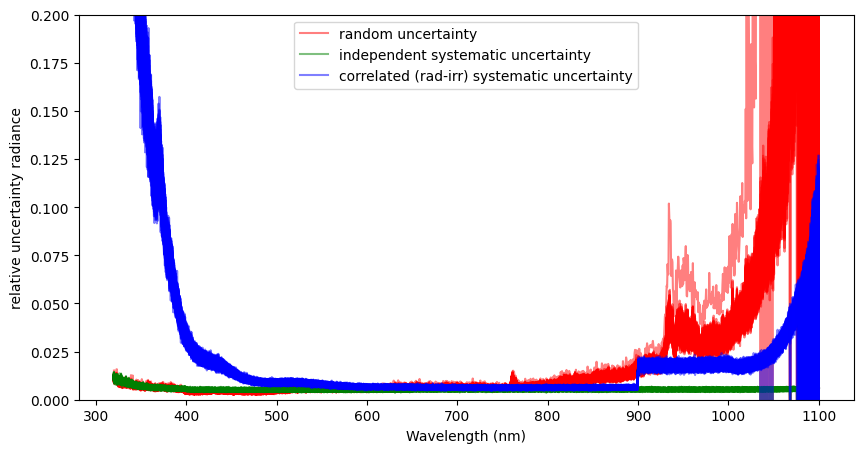 random uncertainty
independent systematic uncertainty
correlated (rad-irr) systematic uncertainty
relative uncertainty radiance
0.200
0.175
0.150
0.125
0.100
0.075
0.050
0.025
0.000
300 400 500 600 700 800 900 1000 1100
Wavelength (nm)